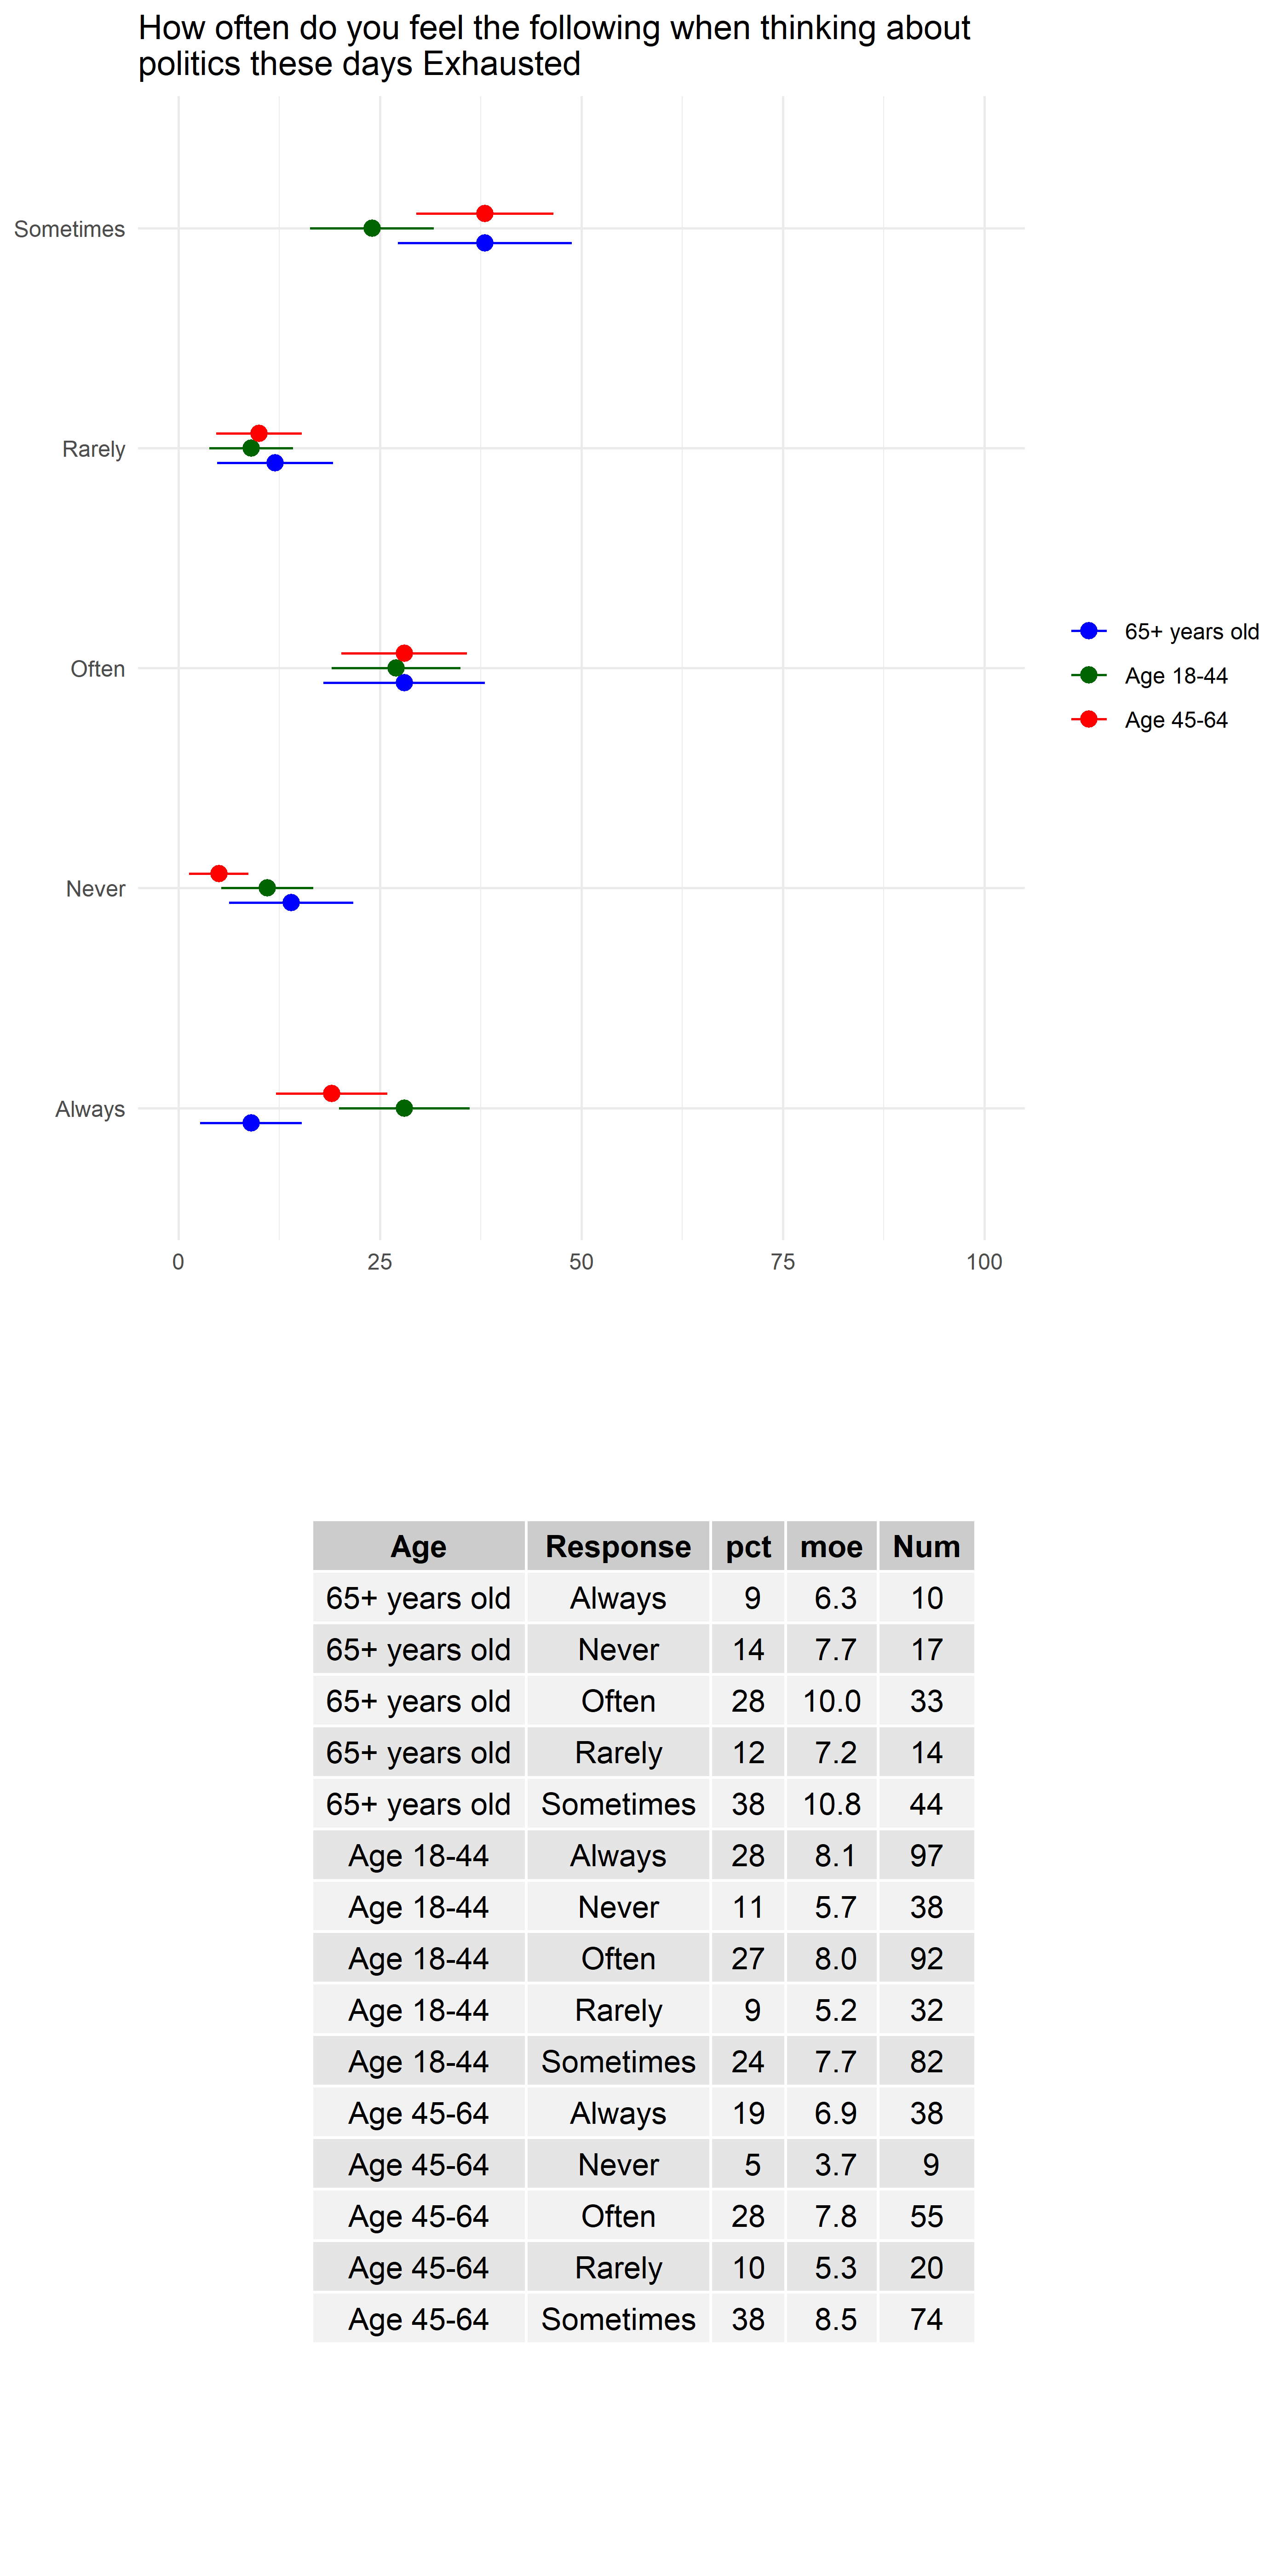 How often do you feel the following when thinking about
politics these days Exhausted
Sometimes
Rarely
Often
Never
Always
0 25 50 75 100
65+ years old
Age 18-44
Age 45-64
Age Response pct moe Num
65+ years old Always 9 6.3 10
65+ years old Never 14 7.7 17
65+ years old Often 28 10.0 33
65+ years old Rarely 12 7.2 14
65+ years old Sometimes 38 10.8 44
Age 18-44 Always 28 8.1 97
Age 18-44 Never 11 5.7 38
Age 18-44 Often 27 8.0 92
Age 18-44 Rarely 9 5.2 32
Age 18-44 Sometimes 24 7.7 82
Age 45-64 Always 19 6.9 38
Age 45-64 Never 5 3.7 9
Age 45-64 Often 28 7.8 55
Age 45-64 Rarely 10 5.3 20
Age 45-64 Sometimes 38 8.5 74